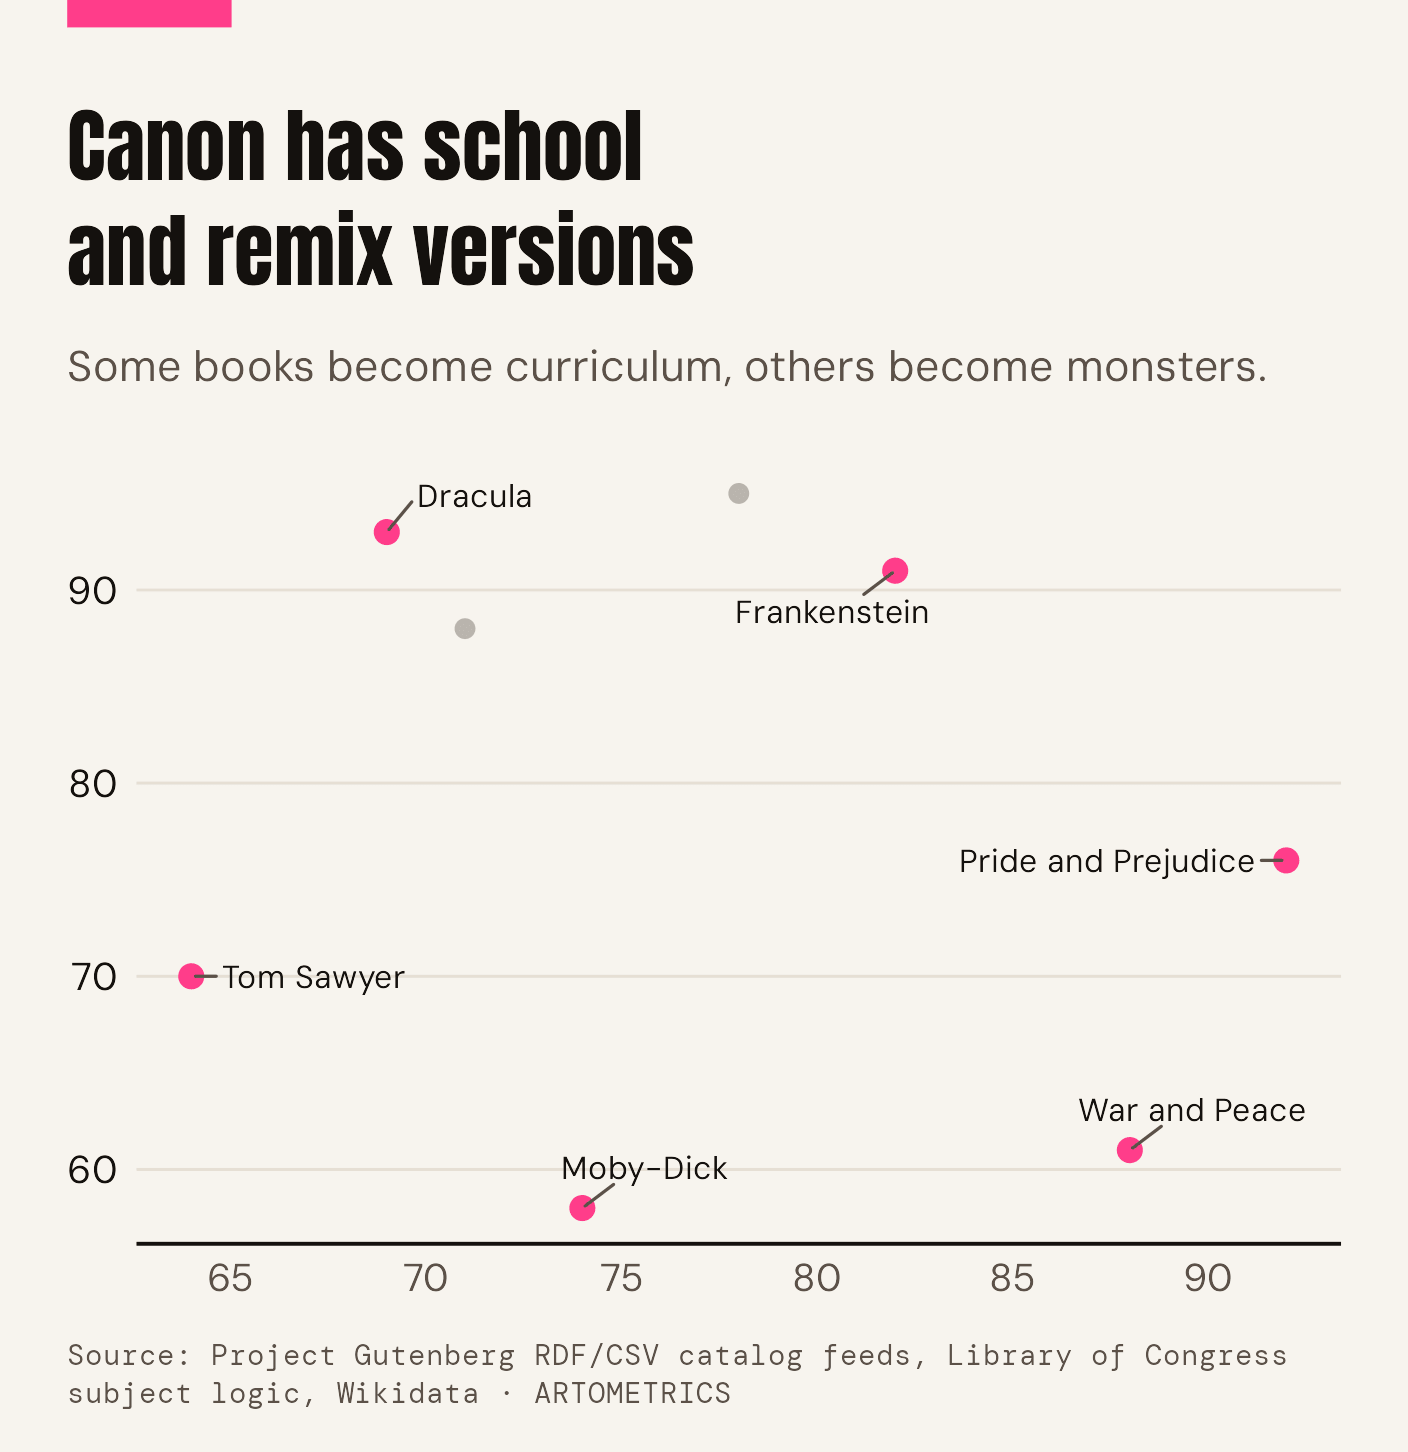 Canon has school
and remix versions
Some books become curriculum, others become monsters.
Dracula
90
Frankenstein
80
Pride and Prejudice
70
Tom Sawyer
War and Peace
60
Moby-Dick
65 70 75 80 85 90
Source: Project Gutenberg RDF/CSV catalog feeds, Library of Congress
subject logic, Wikidata · ARTOMETRICS